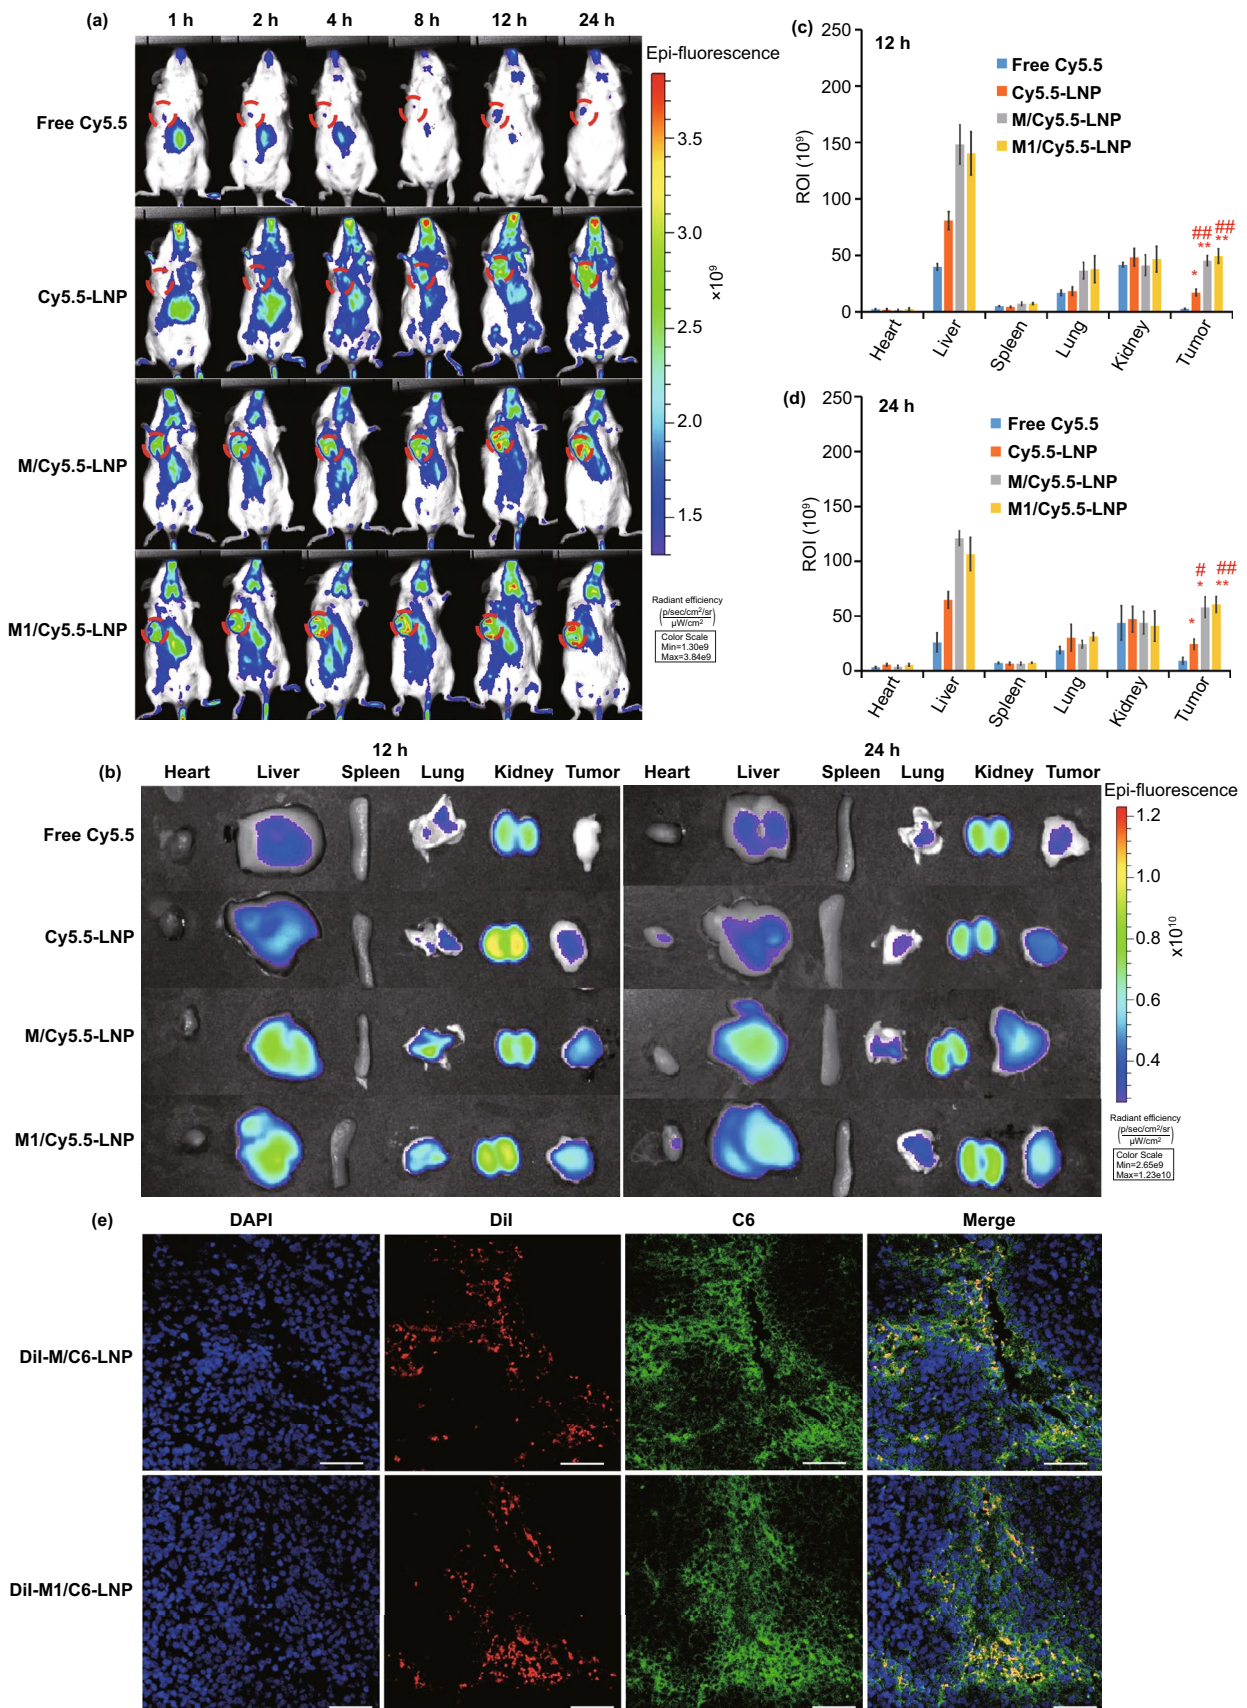 (a)
1 h 2 h 4 h 8 h 12 h 24 h
Epi-fluorescence
Free Cy5.5
Cy5.5-LNP
M/Cy5.5-LNP
M1/Cy5.5-LNP
3.5
3.0
2.5
2.0
1.5
×10⁹
Radiant efficiency
(p/sec/cm²/sr
μW/cm²)
Color Scale
Min=1.30e9
Max=3.84e9
(c)
12 h
250
200
150
100
50
0
ROI (10⁹)
Free Cy5.5
Cy5.5-LNP
M/Cy5.5-LNP
M1/Cy5.5-LNP
## ##
** **
*
Heart Liver Spleen Lung Kidney Tumor
(d)
24 h
250
200
150
100
50
0
ROI (10⁹)
Free Cy5.5
Cy5.5-LNP
M/Cy5.5-LNP
M1/Cy5.5-LNP
# ##
* **
*
Heart Liver Spleen Lung Kidney Tumor
(b)
12 h 24 h
Heart Liver Spleen Lung Kidney Tumor Heart Liver Spleen Lung Kidney Tumor
Free Cy5.5
Cy5.5-LNP
M/Cy5.5-LNP
M1/Cy5.5-LNP
Epi-fluorescence
1.2
1.0
0.8
0.6
0.4
x10¹⁰
Radiant efficiency
(p/sec/cm²/sr
μW/cm²)
Color Scale
Min=2.65e9
Max=1.23e10
(e)
DAPI Dil C6 Merge
Dil-M/C6-LNP
Dil-M1/C6-LNP